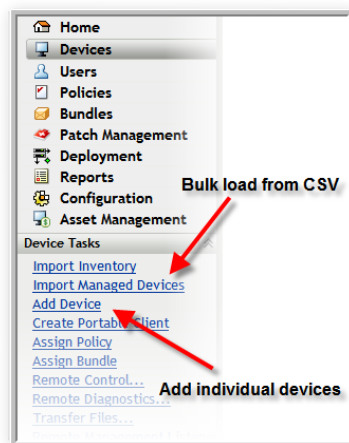 Home
Devices
Users
Policies
Bundles
Patch Management
Deployment
Reports
Bulk load from CSV
Configuration
Asset Management
Device Tasks
Import Inventory
Import Managed Devices
Add Device
Create Portable Client
Assign Policy
Assign Bundle
Add individual devices
Remote Control...
Remote Diagnostics...
Transfer Files...